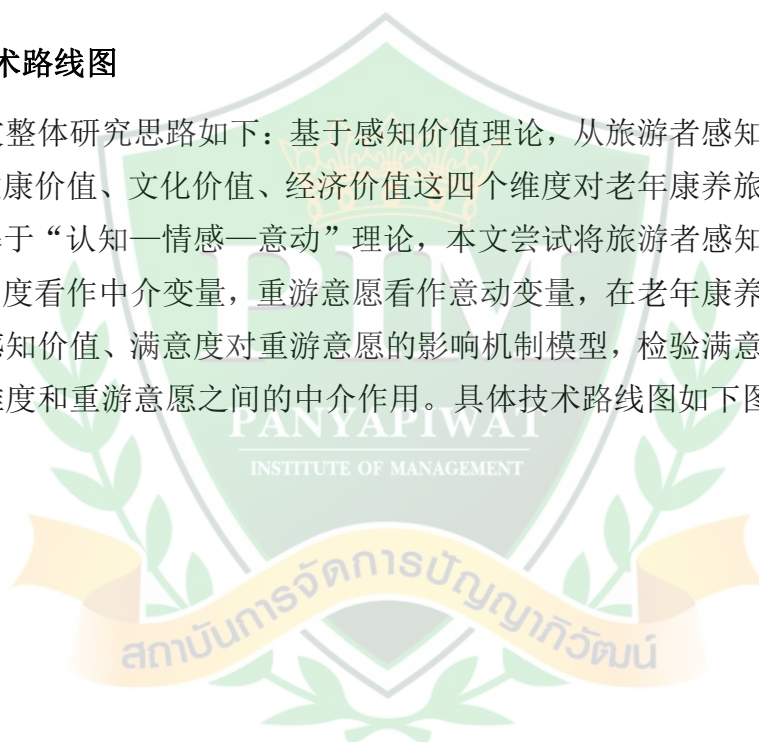 术路线图
文整体研究思路如下：基于感知价值理论，从旅游者感知
康价值、文化价值、经济价值这四个维度对老年康养旅
于“认知—情感—意动”理论，本文尝试将旅游者感知
度看作中介变量，重游意愿看作意动变量，在老年康养
感知价值、满意度对重游意愿的影响机制模型，检验满意
维度和重游意愿之间的中介作用。具体技术路线图如下图
PIM
PANYAPIWAT
INSTITUTE OF MANAGEMENT
สถาบันการจัดการปัญญาภิวัฒน์